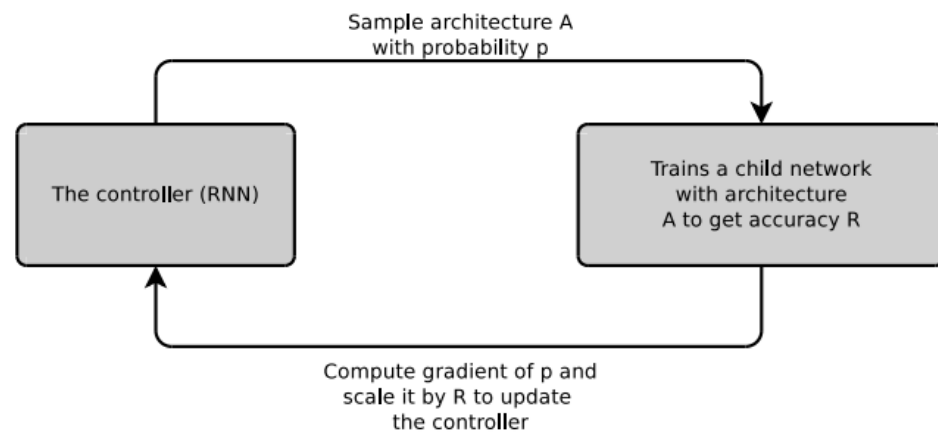 Sample architecture A
with probability p
The controller (RNN)
Trains a child network
with architecture
A to get accuracy R
Compute gradient of p and
scale it by R to update
the controller